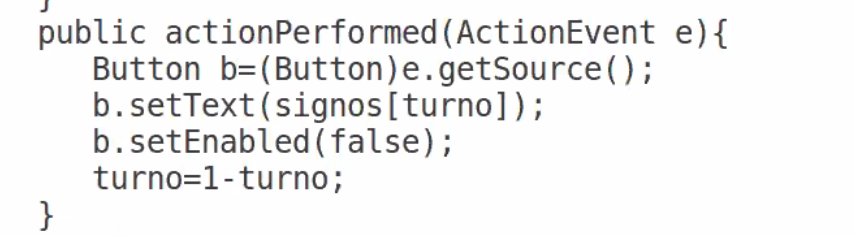 }
public actionPerformed(ActionEvent e){
Button b=(Button)e.getSource();
b.setText(signos[turno]);
b.setEnabled(false);
turno=1-turno;
}